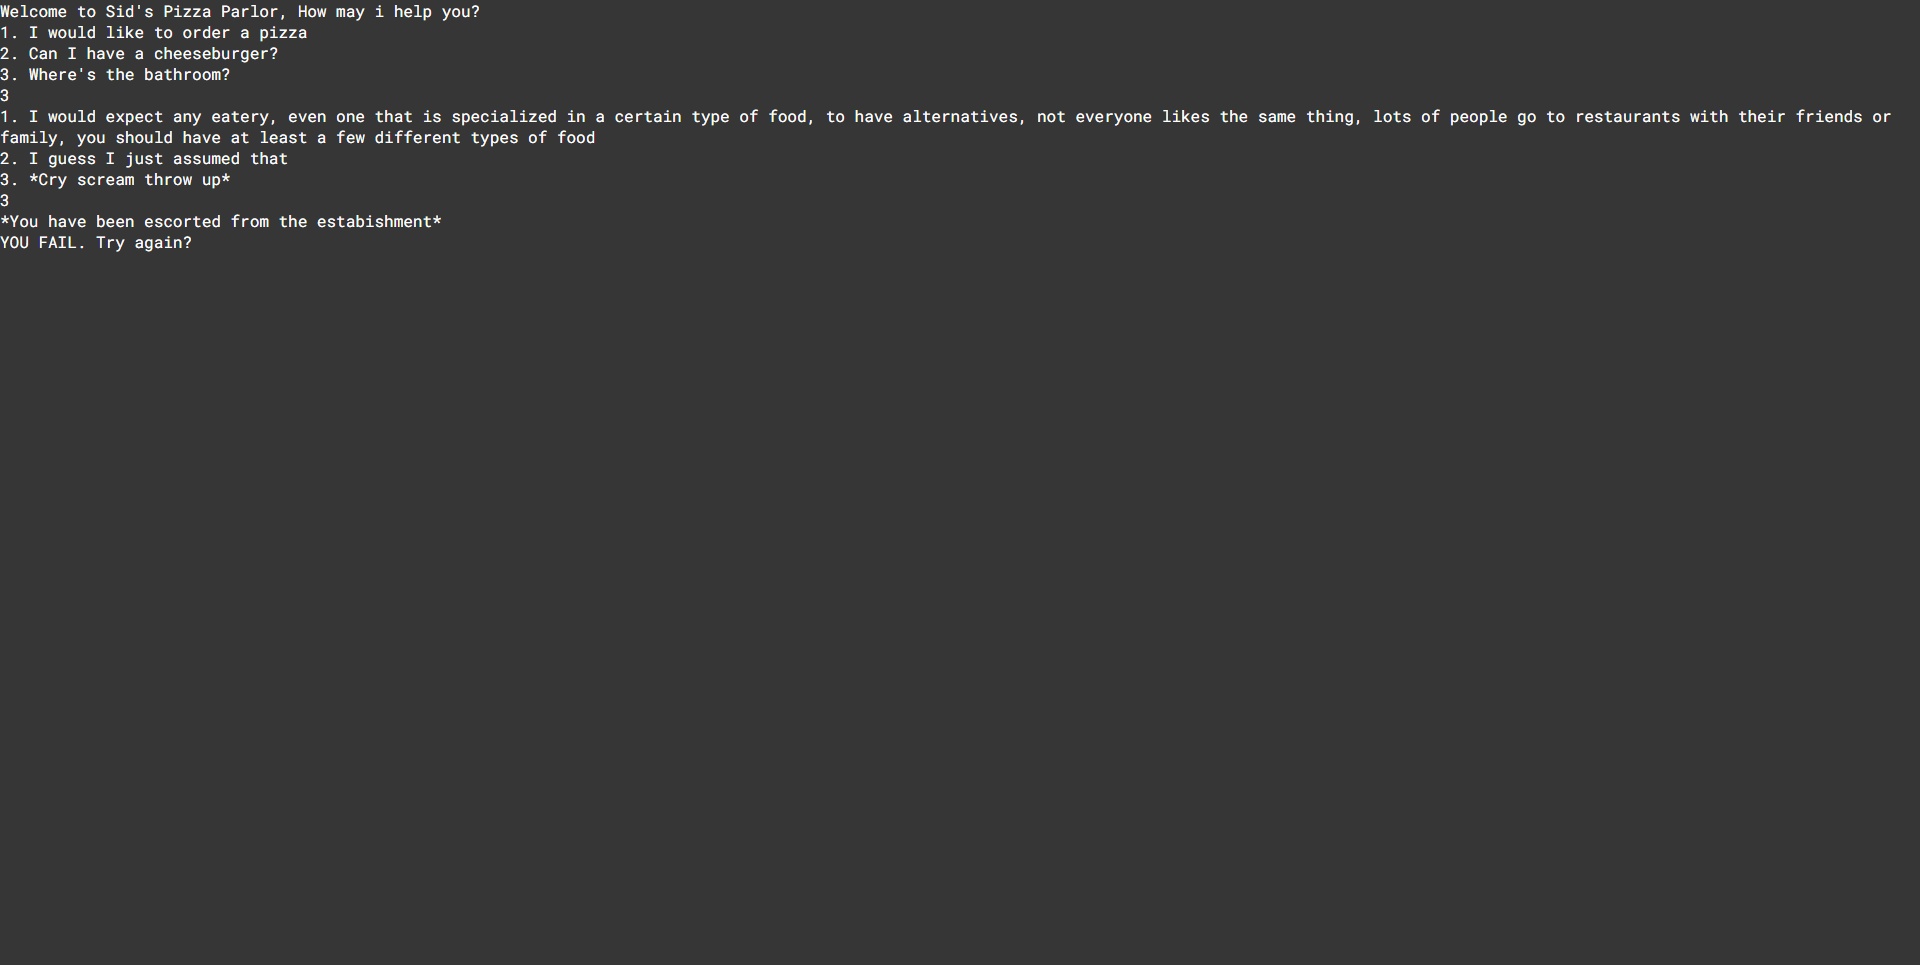 Welcome to Sid's Pizza Parlor, How may i help you?
1. I would like to order a pizza
2. Can I have a cheeseburger?
3. Where's the bathroom?
3
1. I would expect any eatery, even one that is specialized in a certain type of food, to have alternatives, not everyone likes the same thing, lots of people go to restaurants with their friends or
family, you should have at least a few different types of food
2. I guess I just assumed that
3. *Cry scream throw up*
3
*You have been escorted from the estabishment*
YOU FAIL. Try again?